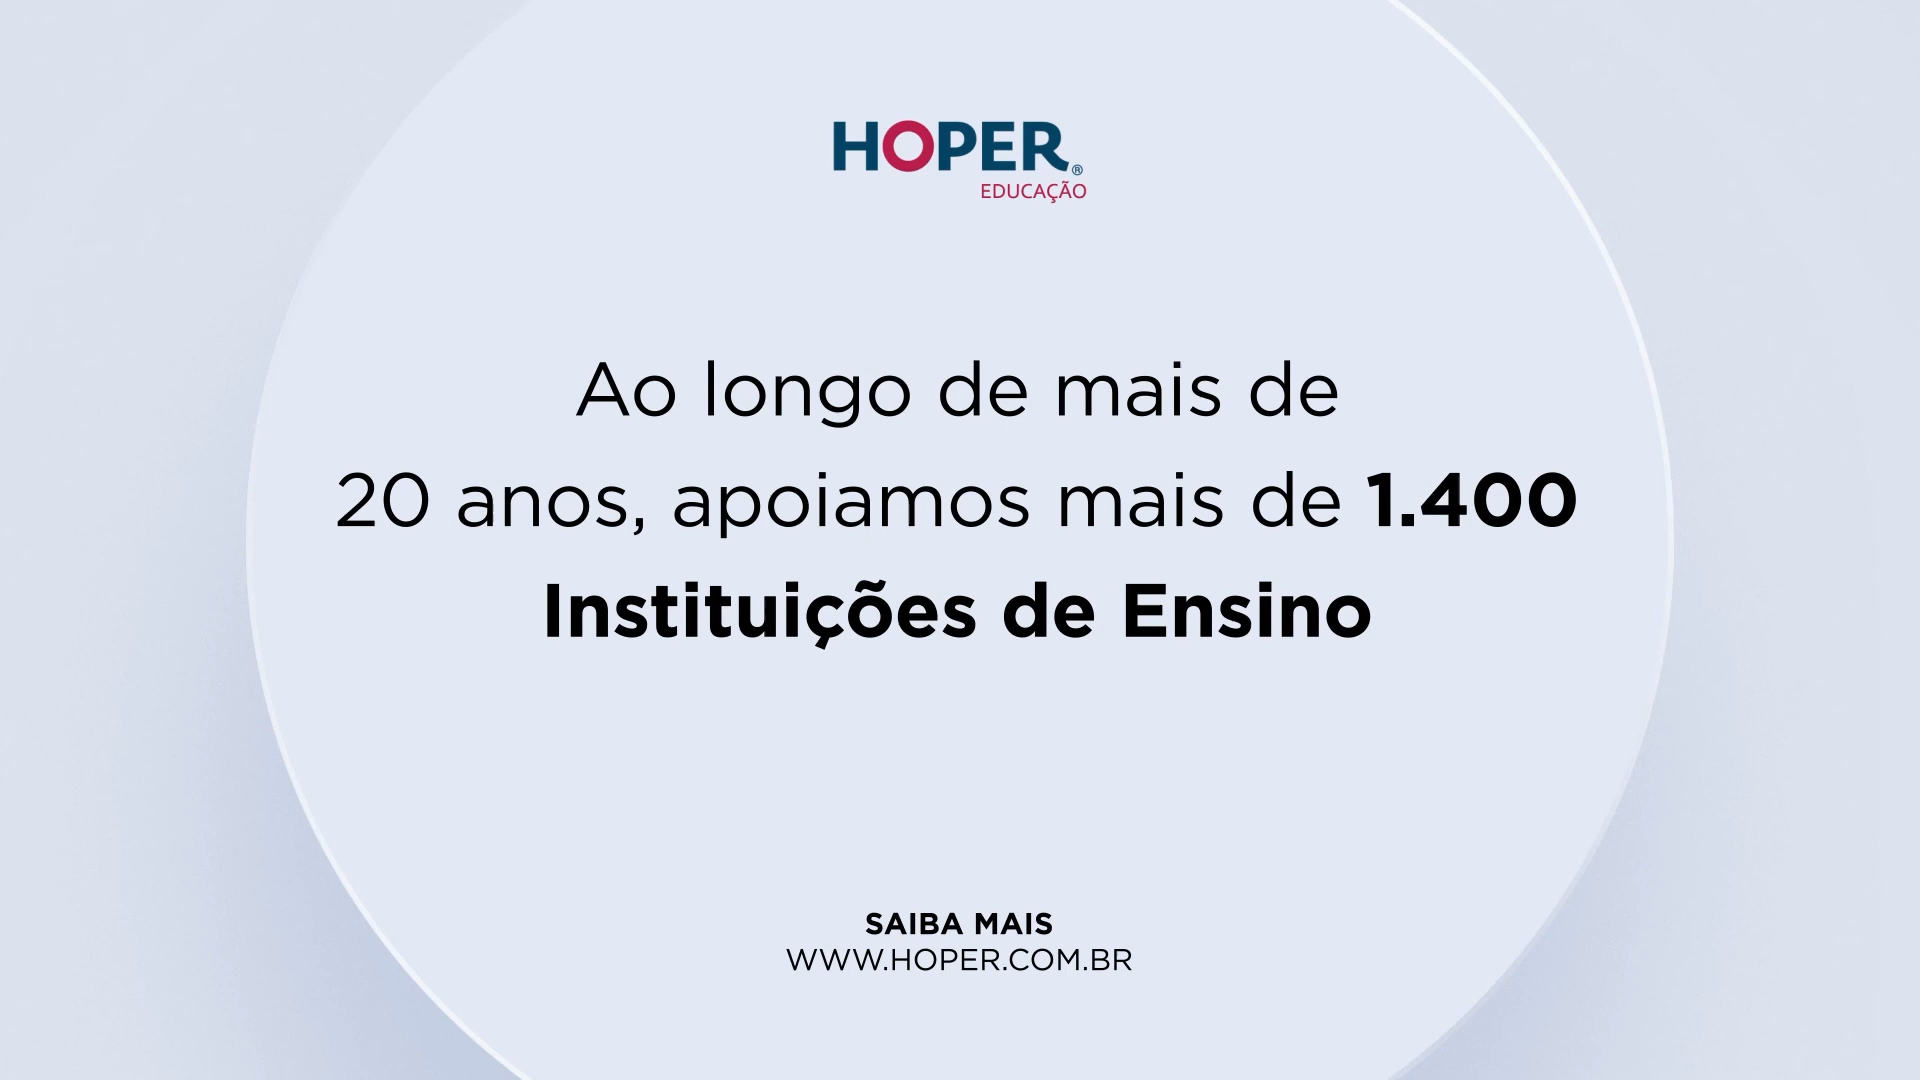 HOPER®
EDUCAÇÃO
Ao longo de mais de
20 anos, apoiamos mais de 1.400
Instituições de Ensino
SAIBA MAIS
WWW.HOPER.COM.BR